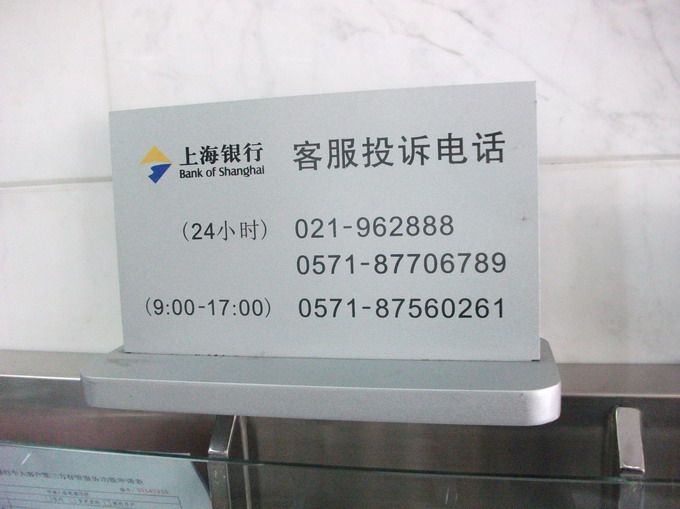 上海银行
Bank of Shanghai
客服投诉电话
(24小时) 021-962888
0571-87706789
(9:00-17:00) 0571-87560261